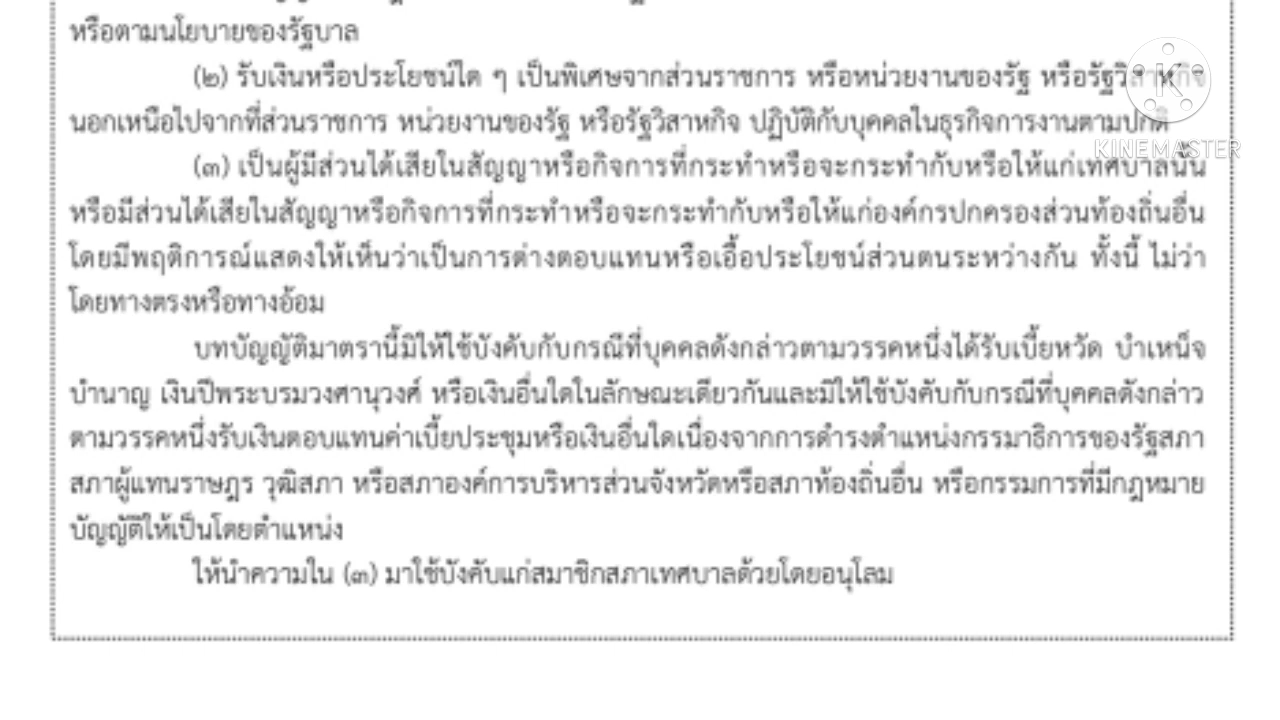 หรือตามนโยบายของรัฐบาล
(๒) รับเงินหรือประโยชน์ใด ๆ เป็นพิเศษจากส่วนราชการ หรือหน่วยงานของรัฐ หรือรัฐวิสาหกิจ
นอกเหนือไปจากที่ส่วนราชการ หน่วยงานของรัฐ หรือรัฐวิสาหกิจ ปฏิบัติกับบุคคลในธุรกิจการงานตามปกติ
(๓) เป็นผู้มีส่วนได้เสียในสัญญาหรือกิจการที่กระทำหรือจะกระทำกับหรือให้แก่เทศบาลนั้น
หรือมีส่วนได้เสียในสัญญาหรือกิจการที่กระทำหรือจะกระทำกับหรือให้แก่องค์กรปกครองส่วนท้องถิ่นอื่น
โดยมีพฤติการณ์แสดงให้เห็นว่าเป็นการต่างตอบแทนหรือเอื้อประโยชน์ส่วนตนระหว่างกัน ทั้งนี้ ไม่ว่า
โดยทางตรงหรือทางอ้อม
บทบัญญัติมาตรานี้มิให้ใช้บังคับกับกรณีที่บุคคลดังกล่าวตามวรรคหนึ่งได้รับเบี้ยหวัด บำเหน็จ
บำนาญ เงินปีพระบรมวงศานุวงศ์ หรือเงินอื่นใดในลักษณะเดียวกันและมิให้ใช้บังคับกับกรณีที่บุคคลดังกล่าว
ตามวรรคหนึ่งรับเงินตอบแทนค่าเบี้ยประชุมหรือเงินอื่นใดเนื่องจากการดำรงตำแหน่งกรรมาธิการของรัฐสภา
สภาผู้แทนราษฎร วุฒิสภา หรือสภาองค์การบริหารส่วนจังหวัดหรือสภาท้องถิ่นอื่น หรือกรรมการที่มีกฎหมาย
บัญญัติให้เป็นโดยตำแหน่ง
ให้นำความใน (๓) มาใช้บังคับแก่สมาชิกสภาเทศบาลด้วยโดยอนุโลม
K
KINEMASTER